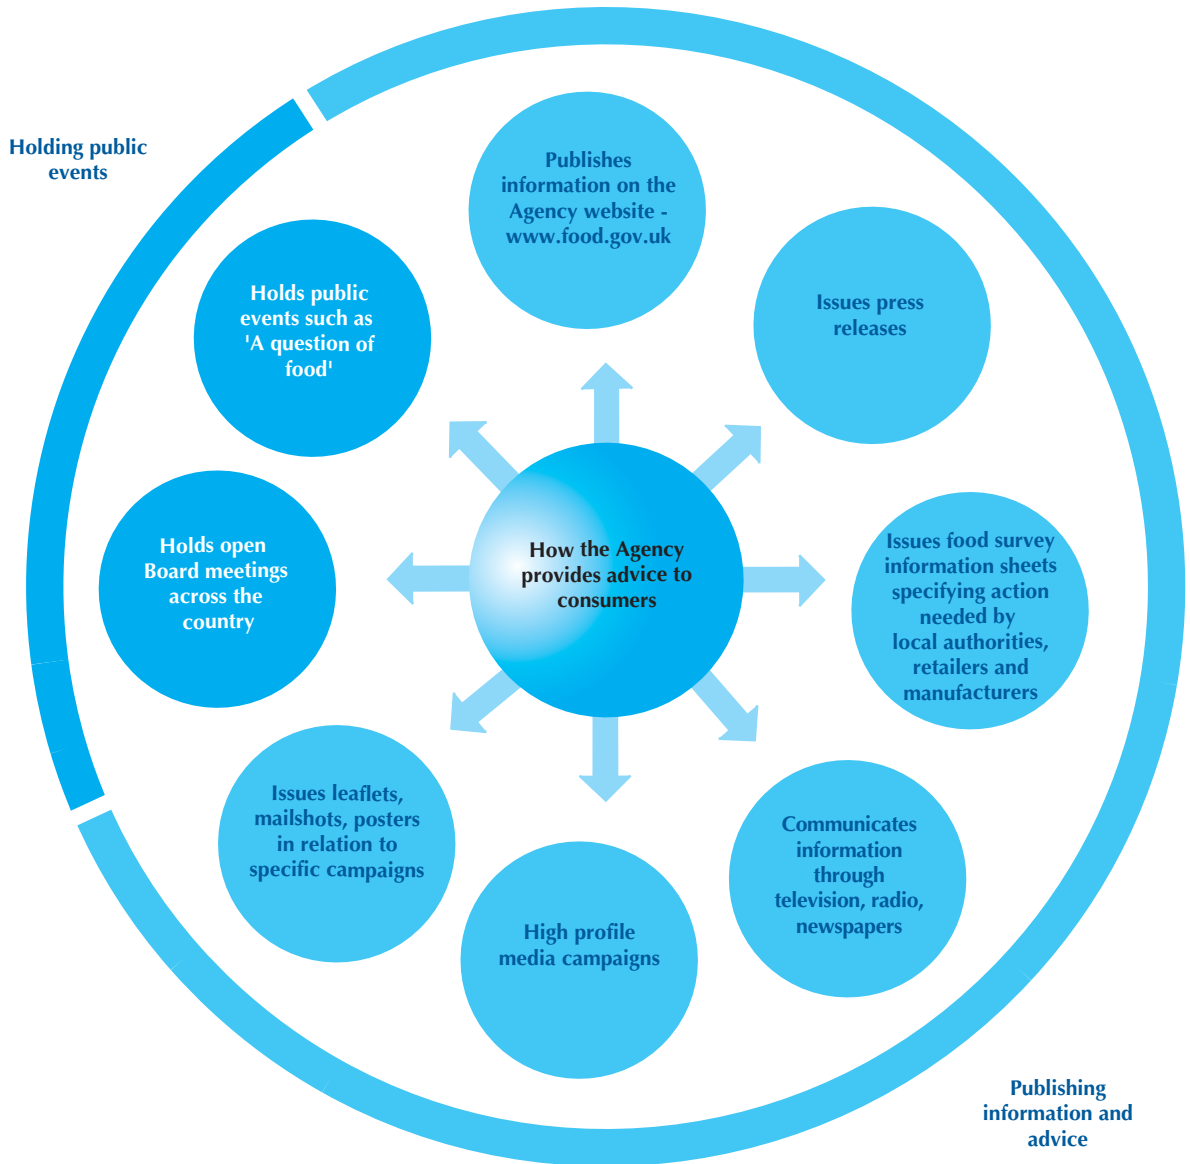 Holding public
events
Publishes
information on the
Agency website -
www.food.gov.uk
Issues press
releases
Holds public
events such as
'A question of
food'
How the Agency
provides advice to
consumers
Issues food survey
information sheets
specifying action
needed by
local authorities,
retailers and
manufacturers
Holds open
Board meetings
across the
country
Issues leaflets,
mailshots, posters
in relation to
specific campaigns
Communicates
information
through
television, radio,
newspapers
High profile
media campaigns
Publishing
information and
advice